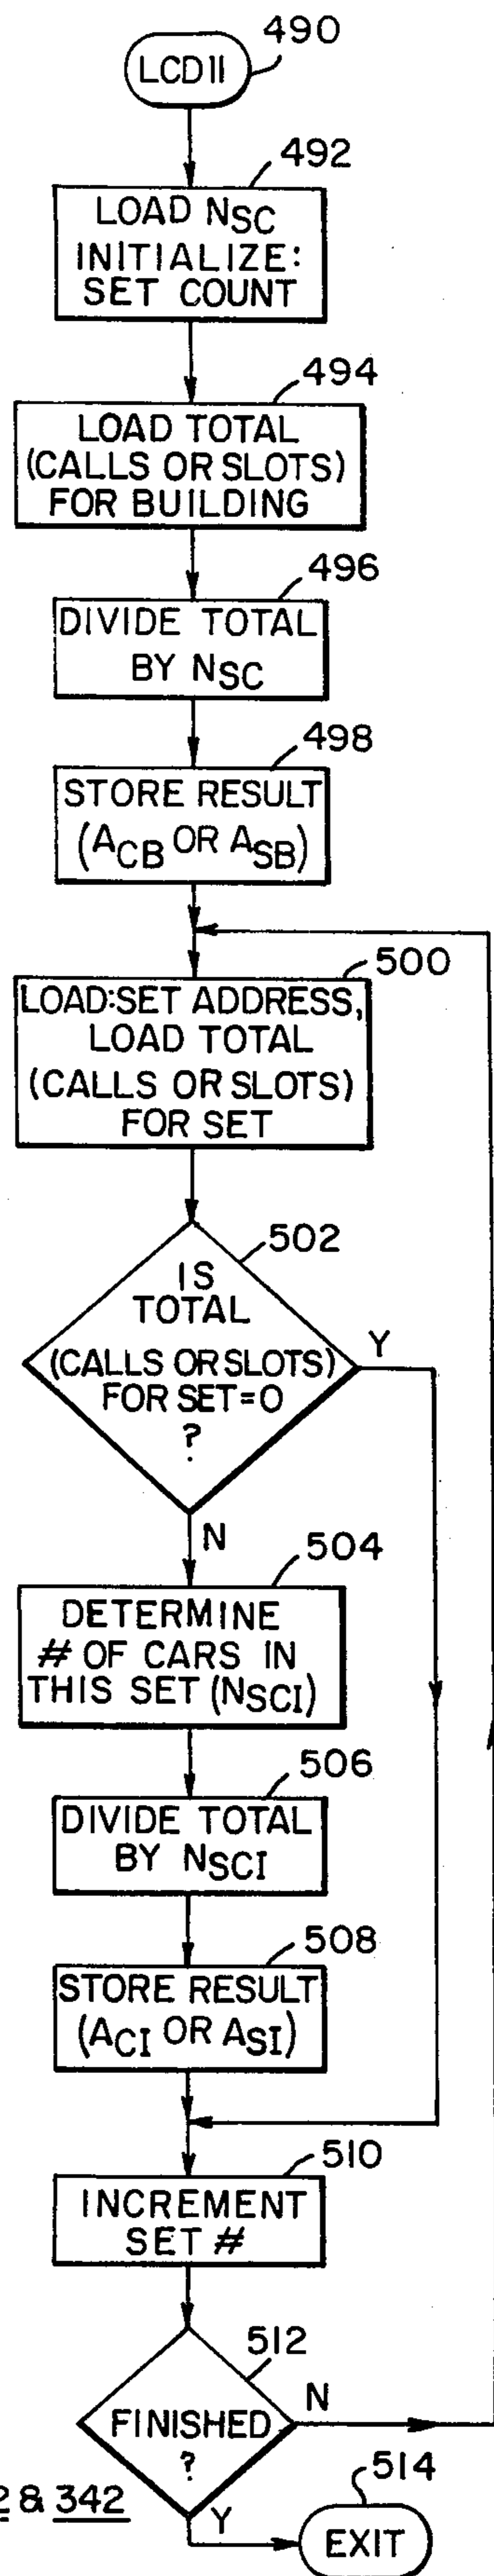 490
LCD11
492
LOAD NSC
INITIALIZE:
SET COUNT
494
LOAD TOTAL
(CALLS OR SLOTS)
FOR BUILDING
496
DIVIDE TOTAL
BY NSC
498
STORE RESULT
(ACB OR ASB)
500
LOAD:SET ADDRESS,
LOAD TOTAL
(CALLS OR SLOTS)
FOR SET
502
IS
TOTAL
(CALLS OR SLOTS)
FOR SET=0
?
Y
N
504
DETERMINE
# OF CARS IN
THIS SET (NSCI)
506
DIVIDE TOTAL
BY NSCI
508
STORE RESULT
(ACI OR ASI)
510
INCREMENT
SET #
512
FINISHED
?
N
2 & 342
Y
514
EXIT